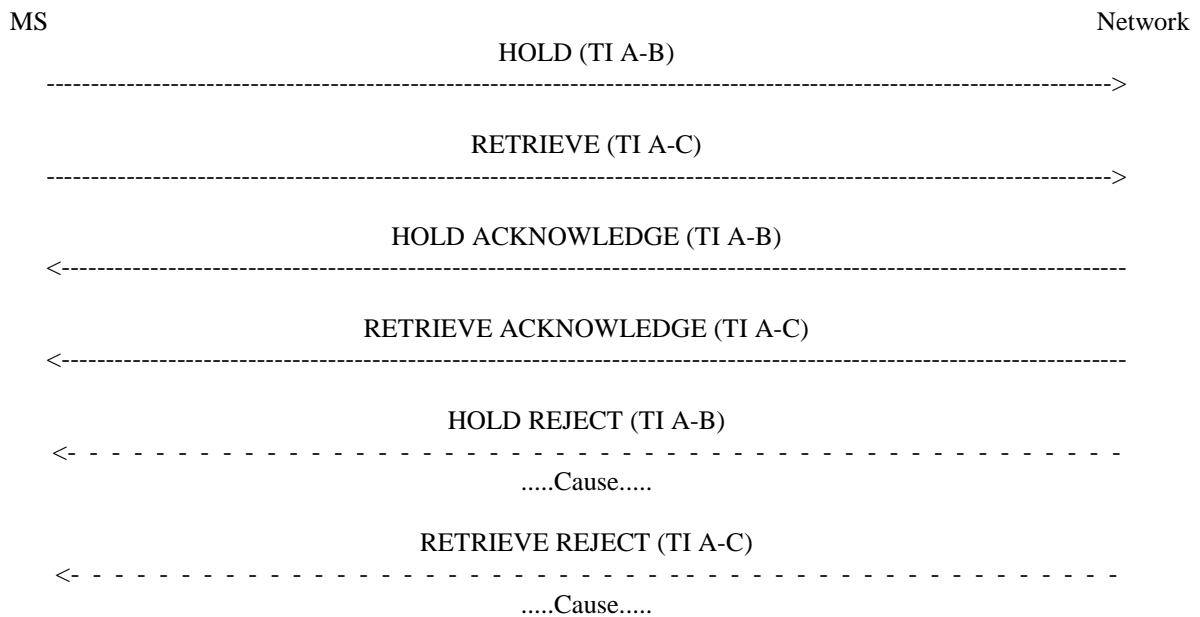 MS Network
HOLD (TI A-B)
RETRIEVE (TI A-C)
HOLD ACKNOWLEDGE (TI A-B)
RETRIEVE ACKNOWLEDGE (TI A-C)
HOLD REJECT (TI A-B)
.....Cause.....
RETRIEVE REJECT (TI A-C)
.....Cause.....